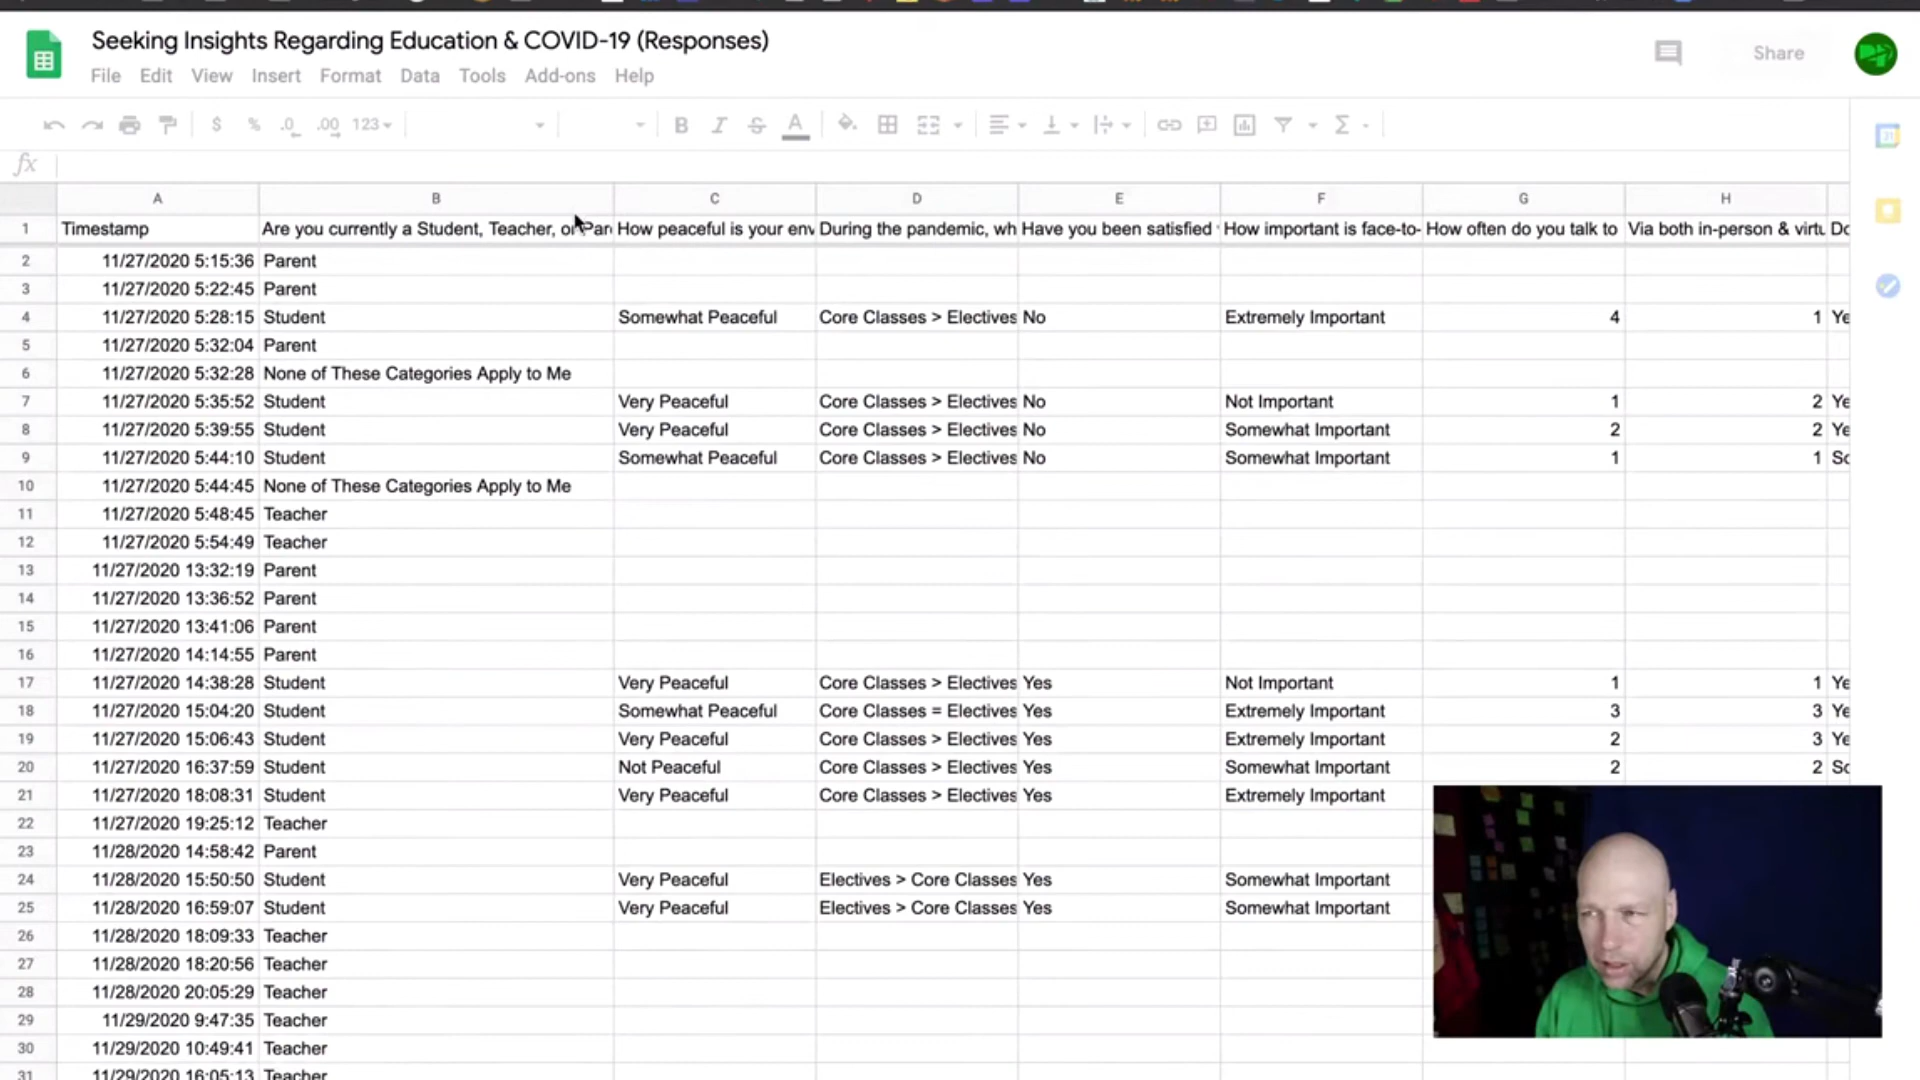 Seeking Insights Regarding Education & COVID-19 (Responses)
Share
File Edit View Insert Format Data Tools Add-ons Help
$ % .0 .00 123 B I S A Σ
fx
A B C D E F G H
1 Timestamp Are you currently a Student, Teacher, or Par How peaceful is your env During the pandemic, wh Have you been satisfied How important is face-to- How often do you talk to Via both in-person & virtu Do
2 11/27/2020 5:15:36 Parent
3 11/27/2020 5:22:45 Parent
4 11/27/2020 5:28:15 Student Somewhat Peaceful Core Classes > Electives No Extremely Important 4 1 Ye
5 11/27/2020 5:32:04 Parent
6 11/27/2020 5:32:28 None of These Categories Apply to Me
7 11/27/2020 5:35:52 Student Very Peaceful Core Classes > Electives No Not Important 1 2 Ye
8 11/27/2020 5:39:55 Student Very Peaceful Core Classes > Electives No Somewhat Important 2 2 Ye
9 11/27/2020 5:44:10 Student Somewhat Peaceful Core Classes > Electives No Somewhat Important 1 1 So
10 11/27/2020 5:44:45 None of These Categories Apply to Me
11 11/27/2020 5:48:45 Teacher
12 11/27/2020 5:54:49 Teacher
13 11/27/2020 13:32:19 Parent
14 11/27/2020 13:36:52 Parent
15 11/27/2020 13:41:06 Parent
16 11/27/2020 14:14:55 Parent
17 11/27/2020 14:38:28 Student Very Peaceful Core Classes > Electives Yes Not Important 1 1 Ye
18 11/27/2020 15:04:20 Student Somewhat Peaceful Core Classes = Electives Yes Extremely Important 3 3 Ye
19 11/27/2020 15:06:43 Student Very Peaceful Core Classes > Electives Yes Extremely Important 2 3 Ye
20 11/27/2020 16:37:59 Student Not Peaceful Core Classes > Electives Yes Somewhat Important 2 2 So
21 11/27/2020 18:08:31 Student Very Peaceful Core Classes > Electives Yes Extremely Important
22 11/27/2020 19:25:12 Teacher
23 11/28/2020 14:58:42 Parent
24 11/28/2020 15:50:50 Student Very Peaceful Electives > Core Classes Yes Somewhat Important
25 11/28/2020 16:59:07 Student Very Peaceful Electives > Core Classes Yes Somewhat Important
26 11/28/2020 18:09:33 Teacher
27 11/28/2020 18:20:56 Teacher
28 11/28/2020 20:05:29 Teacher
29 11/29/2020 9:47:35 Teacher
30 11/29/2020 10:49:41 Teacher
31 11/29/2020 16:05:13 Teacher